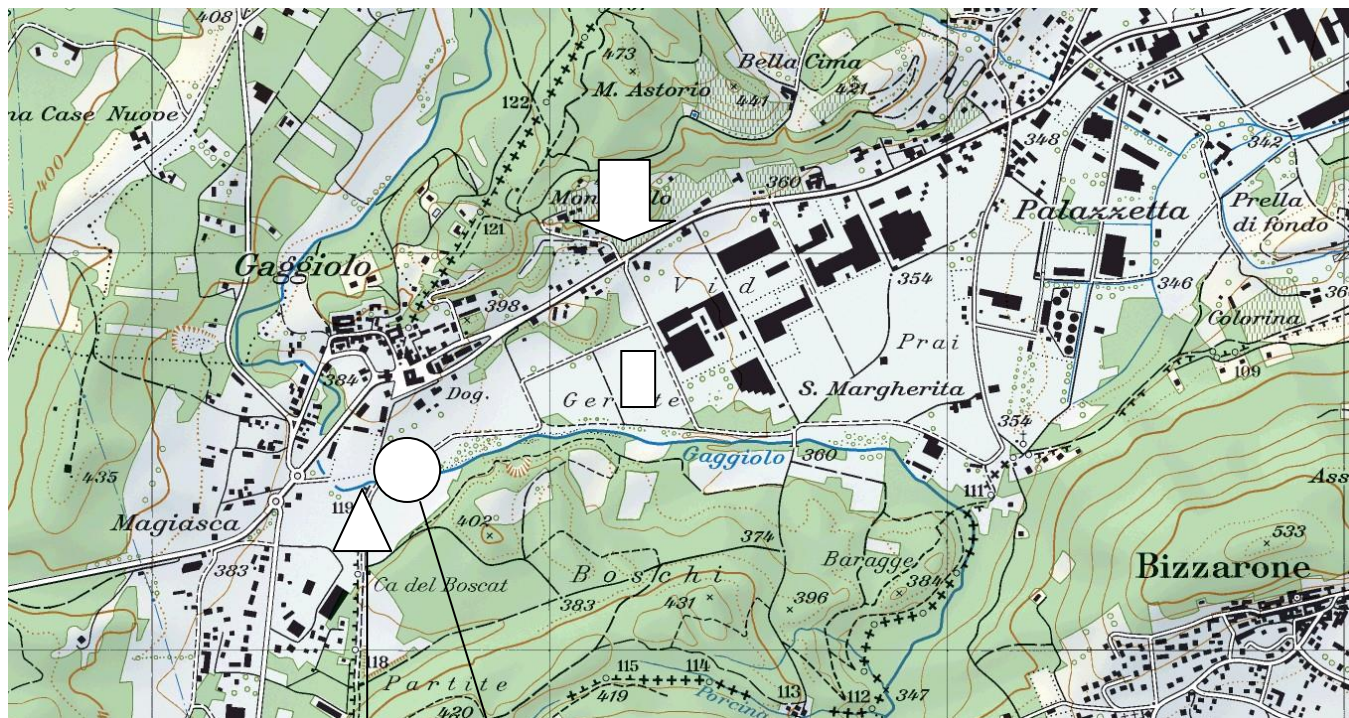 408
473
M. Astorio
Bella Cima
441
421
122
na Case Nuove
400
348
342
360
Palazzetta
Prella
di fondo
121
Gaggiolo
354
346
398
V i d
Colorina
Prai
109
384
Dog.
S. Margherita
354
435
Gaggiolo
360
111
119
Magiasca
402
374
533
Baragge
Bizzarone
383
Ca del Boscat
Boschi
383
431
396
384
118
115
114
Partite
419
113
112
347
420
Porcina